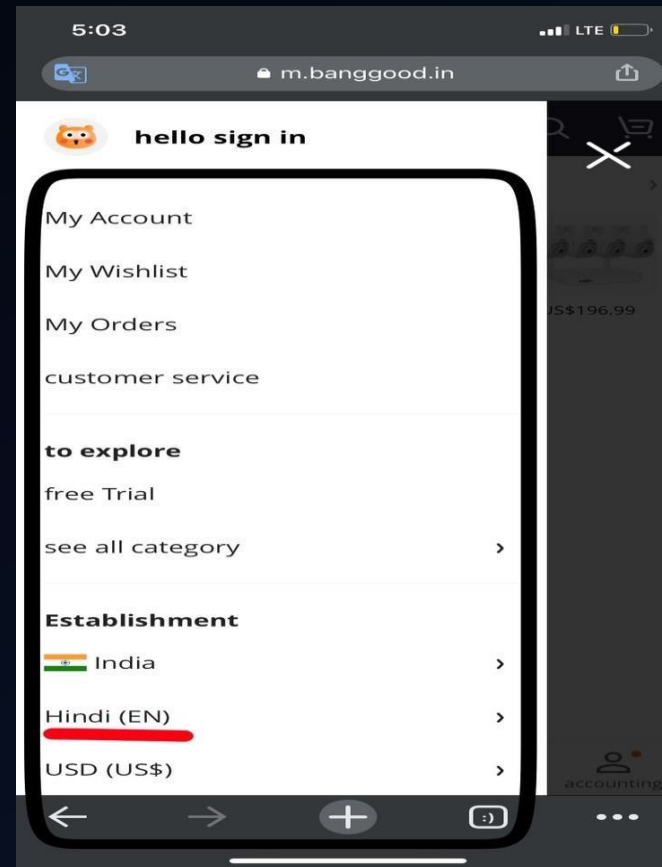 5:03
LTE
m.banggood.in
hello sign in
My Account
My Wishlist
My Orders
US$196.99
customer service
to explore
free Trial
see all category
Establishment
India
Hindi (EN)
USD (US$)
accounting
:)